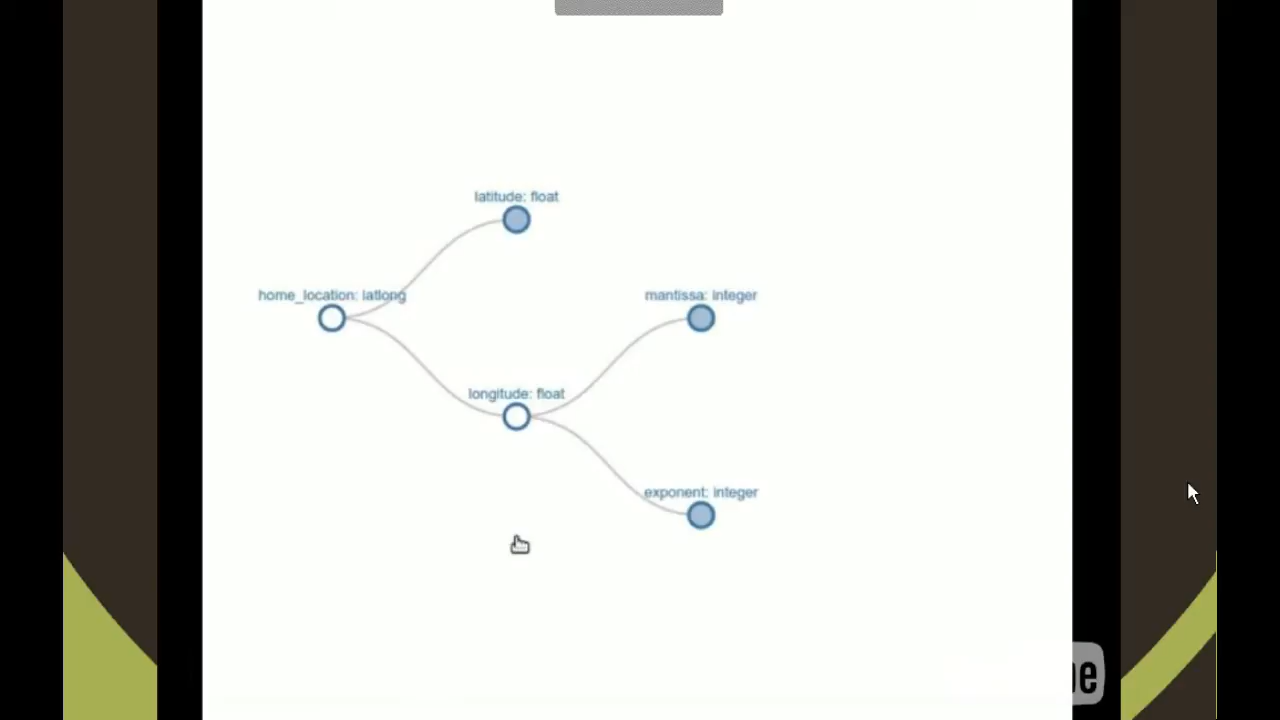 latitude: float
home_location: latlong
mantissa: integer
longitude: float
exponent: integer